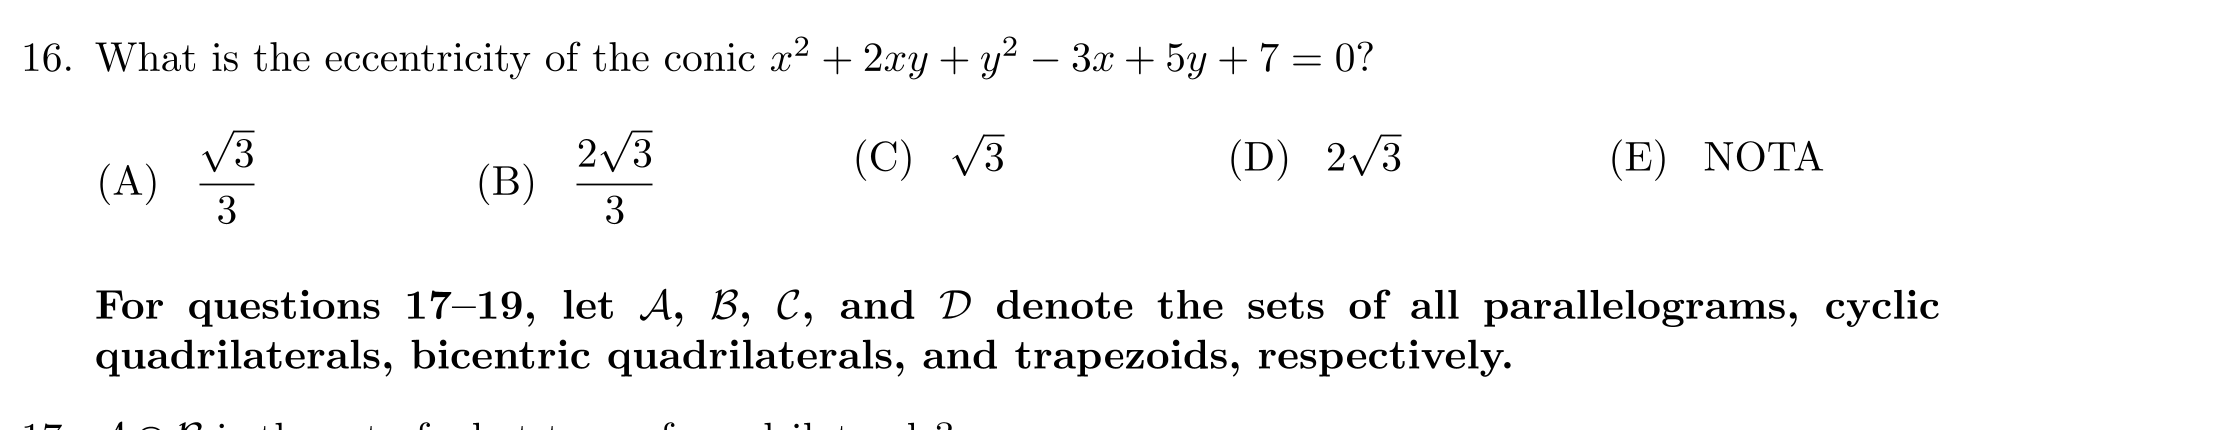 16. What is the eccentricity of the conic x² + 2xy + y² − 3x + 5y + 7 = 0?
(A) √3/3 (B) 2√3/3 (C) √3 (D) 2√3 (E) NOTA
For questions 17–19, let 𝒜, ℬ, 𝒞, and 𝒟 denote the sets of all parallelograms, cyclic
quadrilaterals, bicentric quadrilaterals, and trapezoids, respectively.